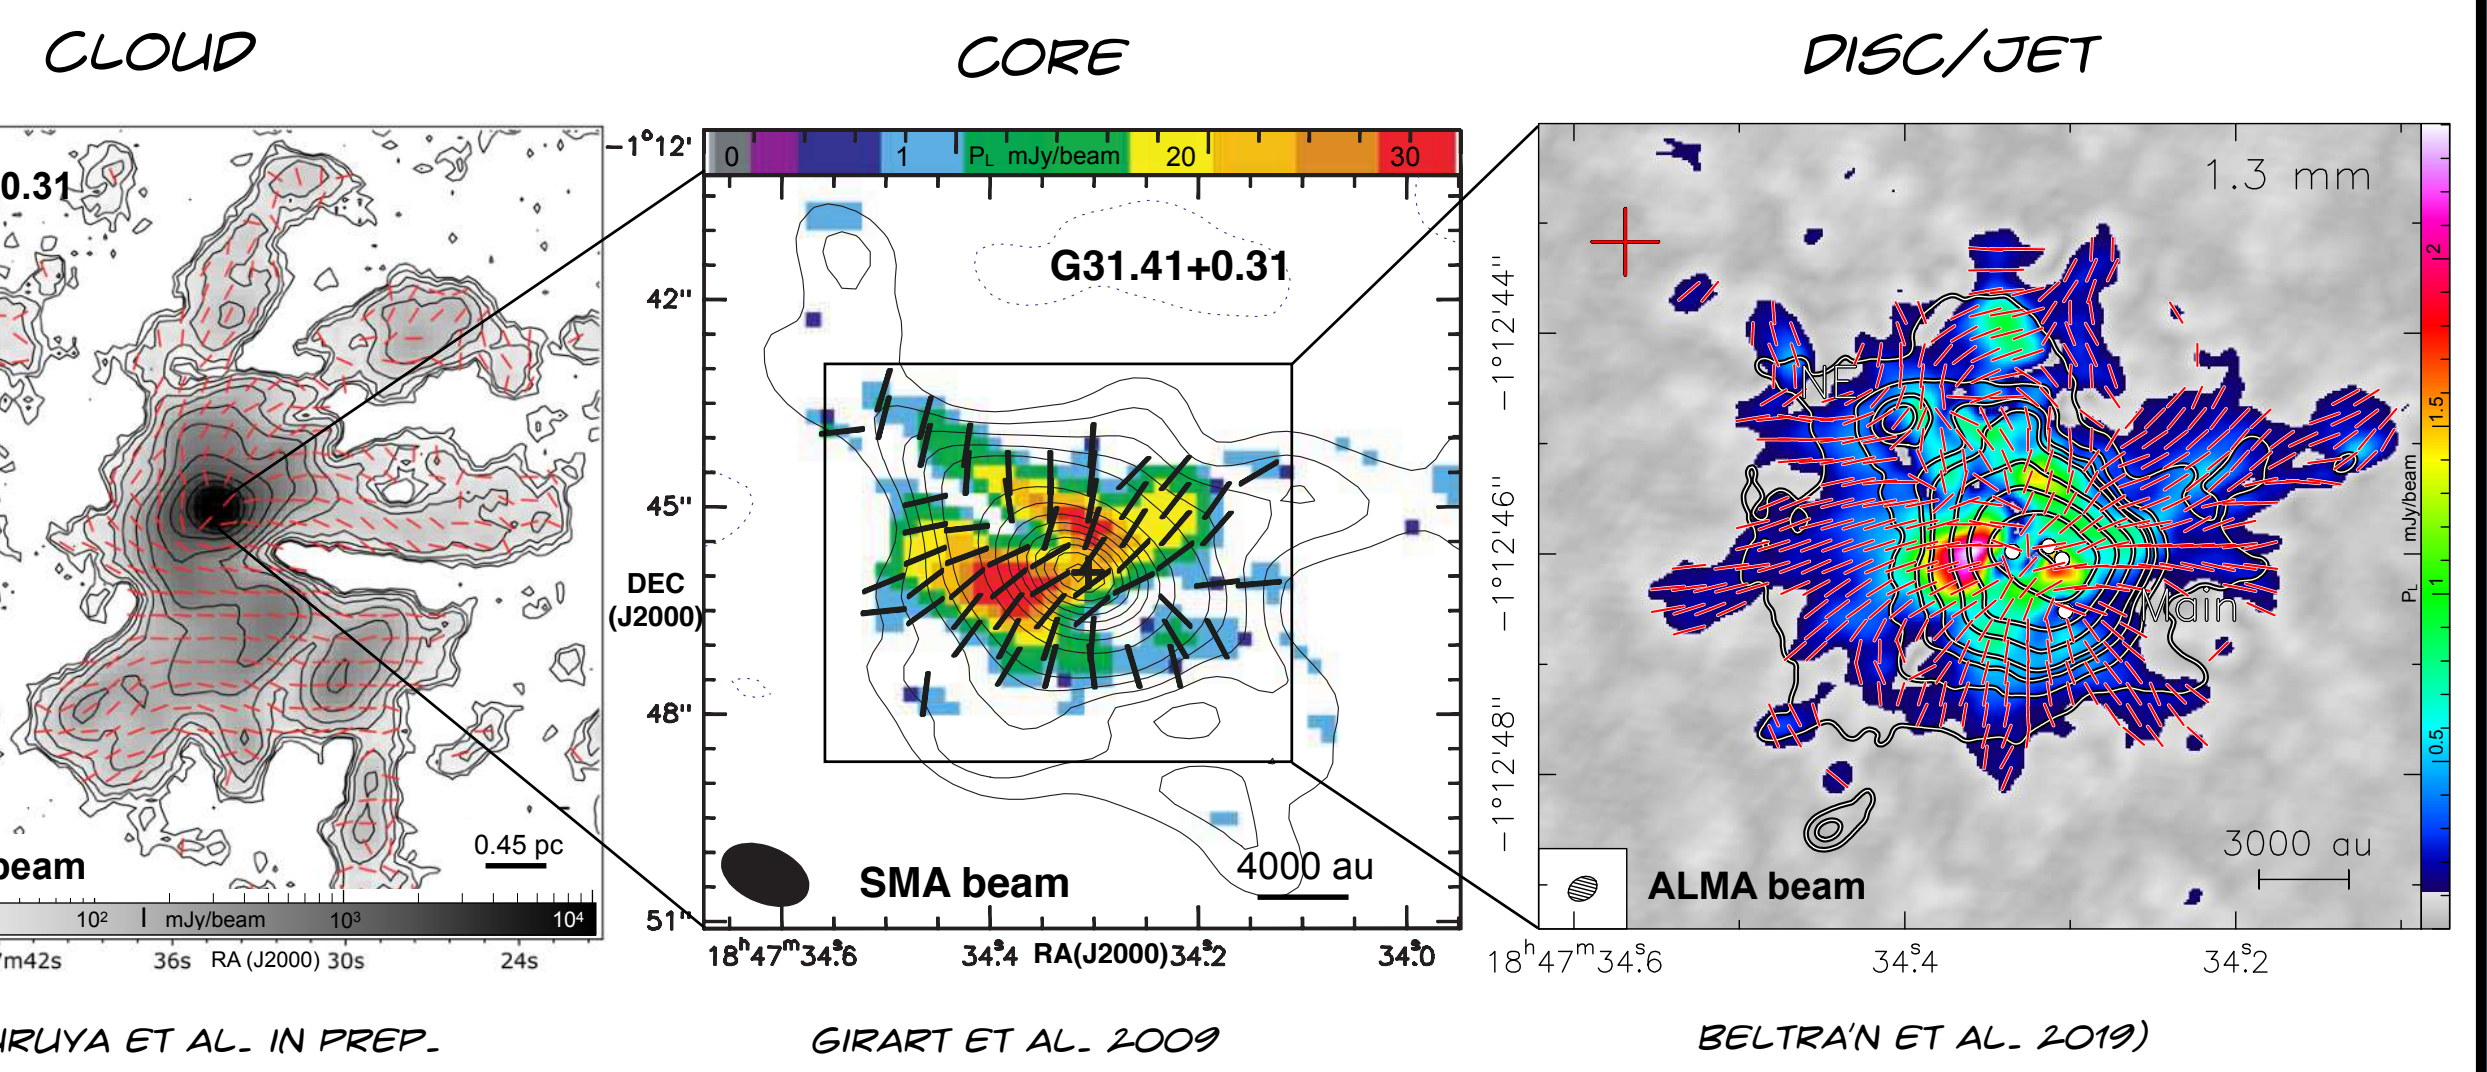 CLOUD
CORE
DISC/JET
0.31
beam
0.45 pc
10² I mJy/beam 10³ 10⁴
m42s 36s RA (J2000) 30s 24s
URUYA ET AL. IN PREP.
0 1 PL mJy/beam 20 30
G31.41+0.31
−1°12'
42"
45"
DEC
(J2000)
48"
51"
SMA beam
4000 au
18h47m34.s6 34.s4 RA(J2000) 34.s2 34.s0
GIRART ET AL. 2009
1.3 mm
NE
Main
3000 au
ALMA beam
−1°12'44"
−1°12'46"
−1°12'48"
18h47m34.s6 34.s4 34.s2
2
1.5
PL mJy/beam
1
0.5
BELTRA'N ET AL. 2019)